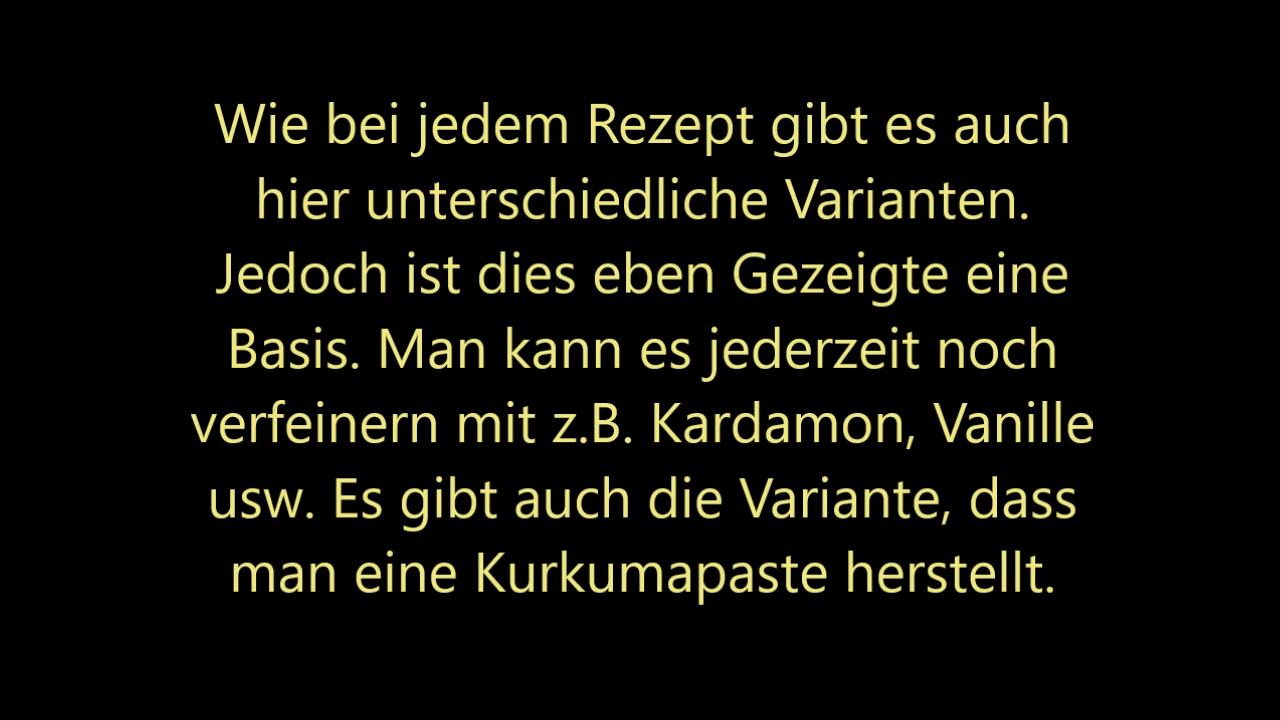 Wie bei jedem Rezept gibt es auch
hier unterschiedliche Varianten.
Jedoch ist dies eben Gezeigte eine
Basis. Man kann es jederzeit noch
verfeinern mit z.B. Kardamon, Vanille
usw. Es gibt auch die Variante, dass
man eine Kurkumapaste herstellt.